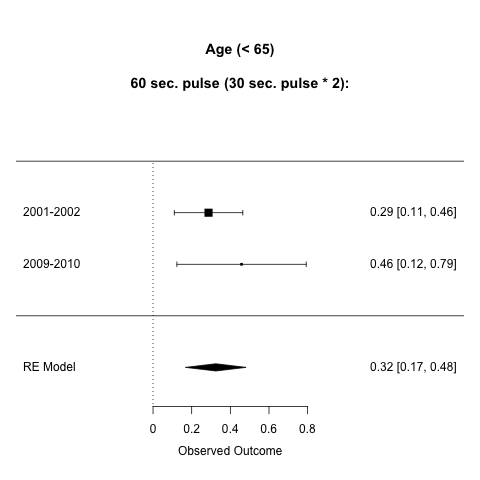 Age (< 65)
60 sec. pulse (30 sec. pulse * 2):
2001-2002 0.29 [0.11, 0.46]
2009-2010 0.46 [0.12, 0.79]
RE Model 0.32 [0.17, 0.48]
0 0.2 0.4 0.6 0.8
Observed Outcome